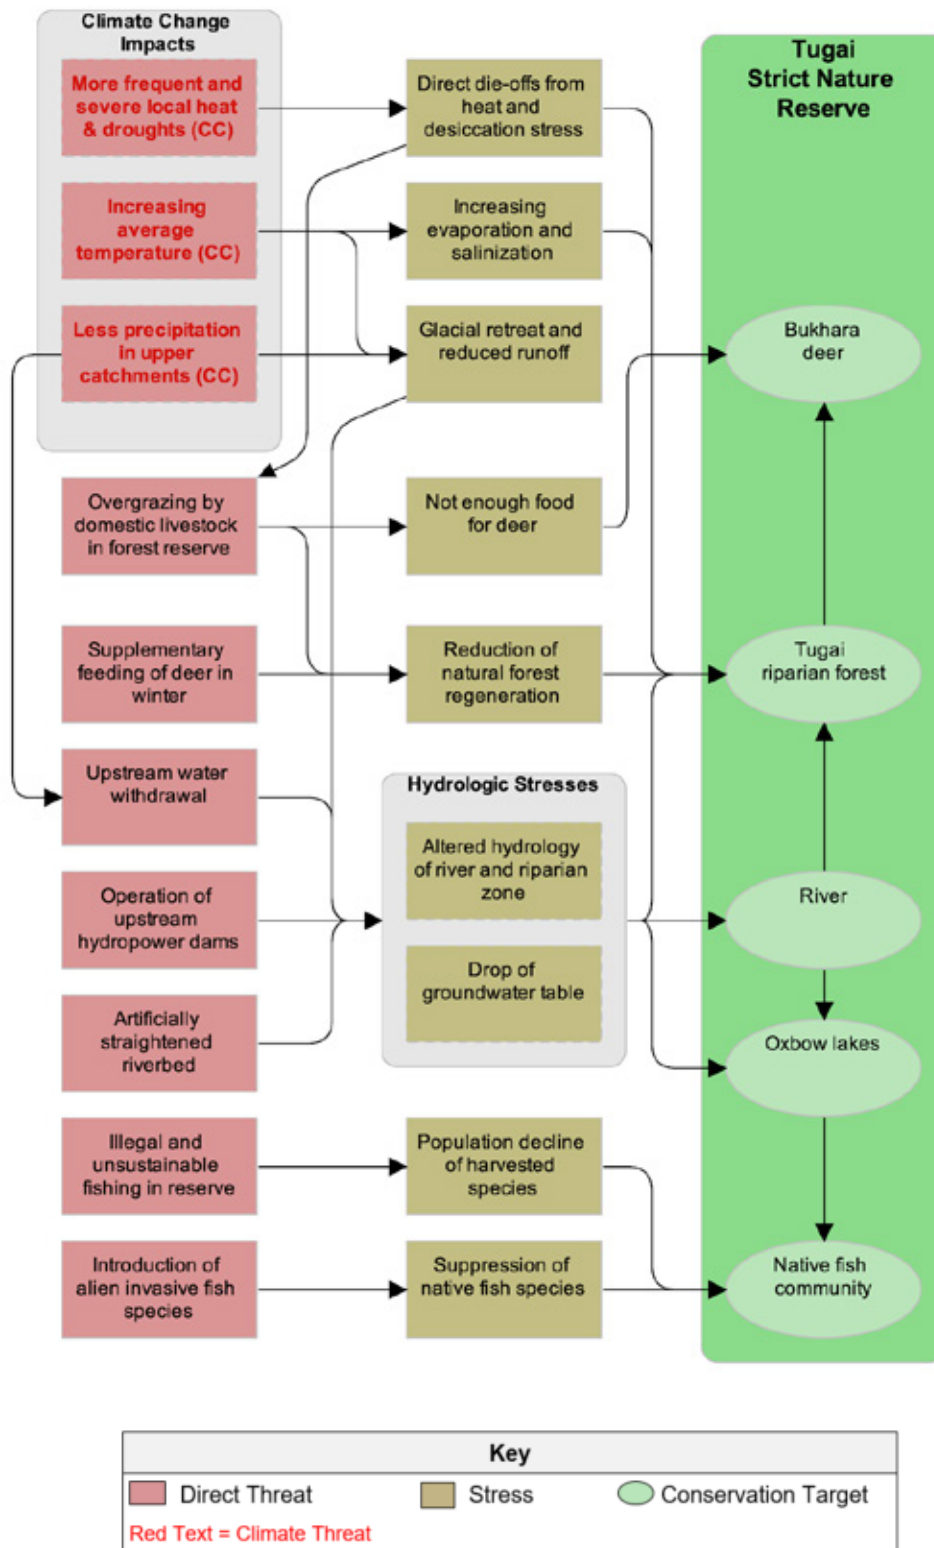 Climate Change
Impacts
More frequent and
severe local heat
& droughts (CC)
Increasing
average
temperature (CC)
Less precipitation
in upper
catchments (CC)
Overgrazing by
domestic livestock
in forest reserve
Supplementary
feeding of deer in
winter
Upstream water
withdrawal
Operation of
upstream
hydropower dams
Artificially
straightened
riverbed
Illegal and
unsustainable
fishing in reserve
Introduction of
alien invasive fish
species
Direct die-offs from
heat and
desiccation stress
Increasing
evaporation and
salinization
Glacial retreat and
reduced runoff
Not enough food
for deer
Reduction of
natural forest
regeneration
Hydrologic Stresses
Altered hydrology
of river and riparian
zone
Drop of
groundwater table
Population decline
of harvested
species
Suppression of
native fish species
Tugai
Strict Nature
Reserve
Bukhara
deer
Tugai
riparian forest
River
Oxbow lakes
Native fish
community
Key
Direct Threat
Stress
Conservation Target
Red Text = Climate Threat